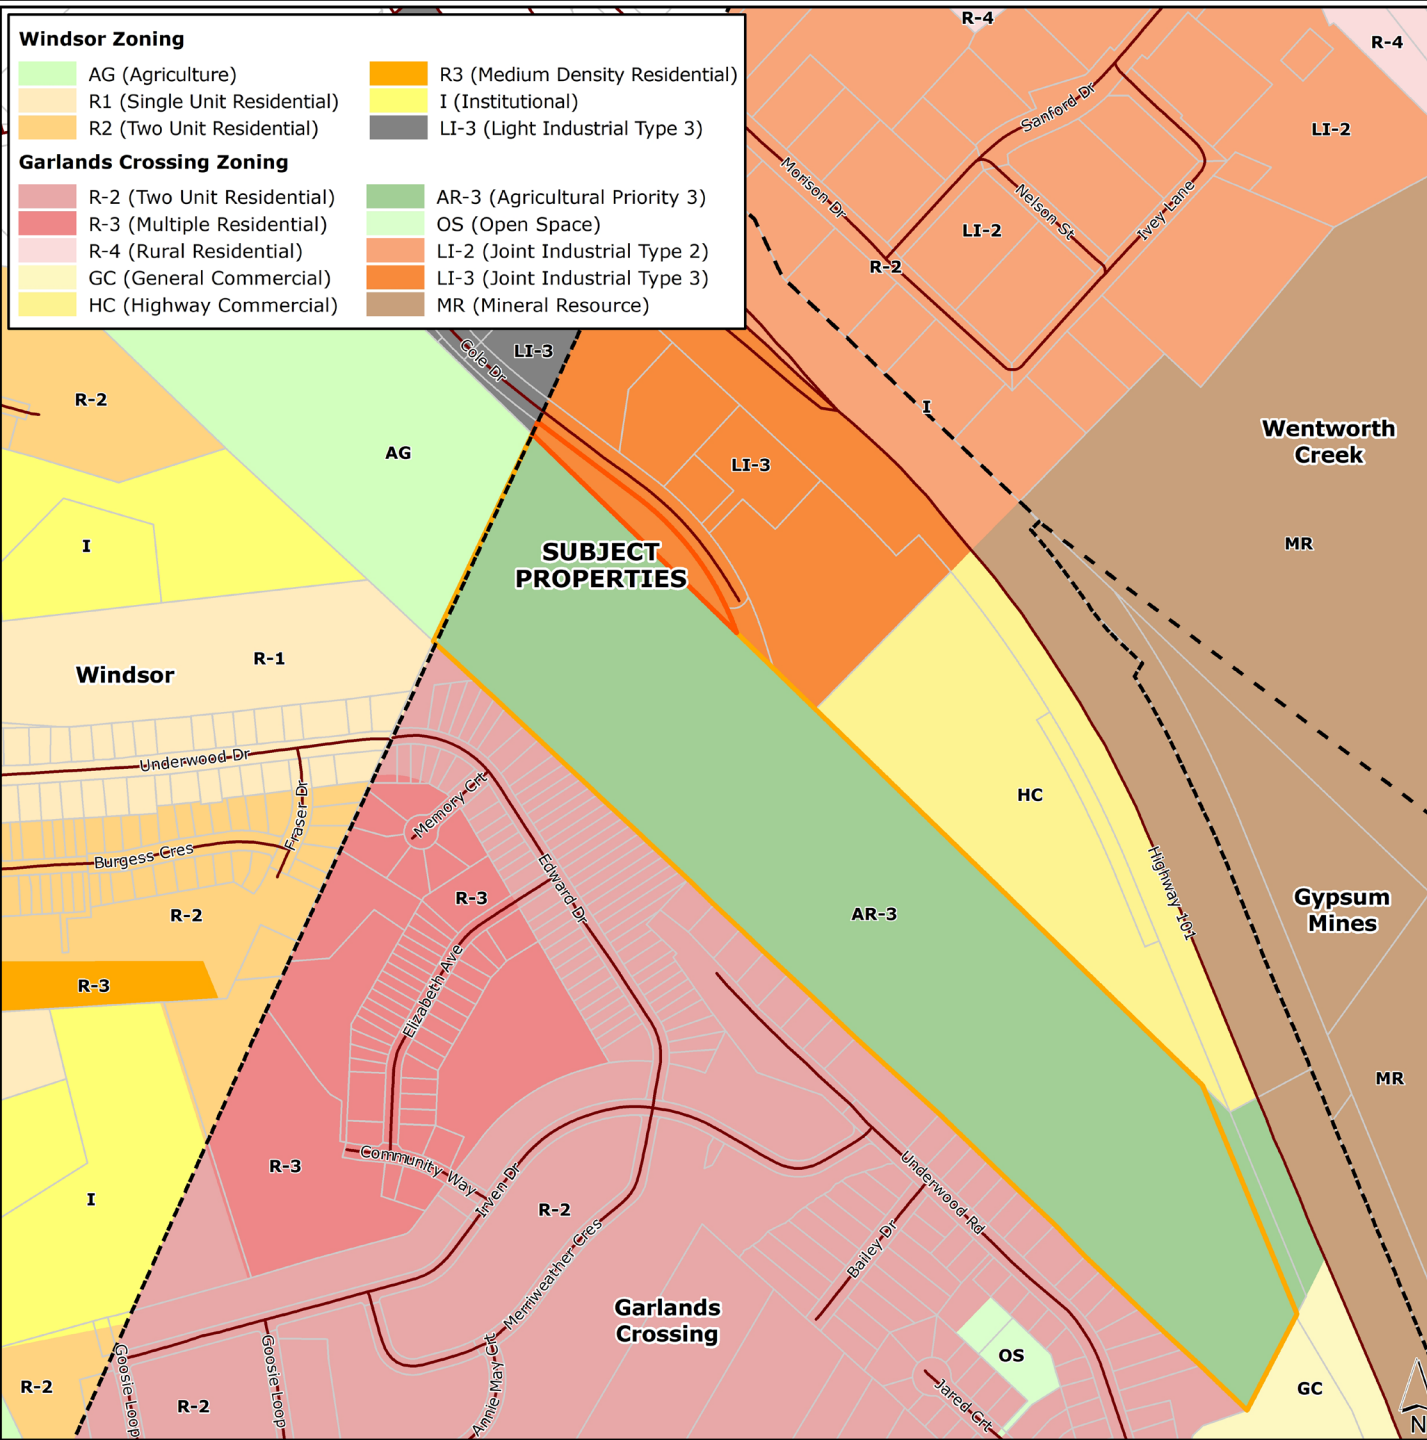 Windsor Zoning
AG (Agriculture)
R1 (Single Unit Residential)
R2 (Two Unit Residential)
R3 (Medium Density Residential)
I (Institutional)
LI-3 (Light Industrial Type 3)
Garlands Crossing Zoning
R-2 (Two Unit Residential)
R-3 (Multiple Residential)
R-4 (Rural Residential)
GC (General Commercial)
HC (Highway Commercial)
AR-3 (Agricultural Priority 3)
OS (Open Space)
LI-2 (Joint Industrial Type 2)
LI-3 (Joint Industrial Type 3)
MR (Mineral Resource)
R-4
R-4
Sanford Dr
LI-2
Morison Dr
Nelson St
Ivey Lane
LI-2
R-2
Cole Dr
LI-3
R-2
I
Wentworth
Creek
AG
LI-3
I
MR
SUBJECT
PROPERTIES
R-1
Windsor
Underwood Dr
Memory Crt
HC
Fraser Dr
Burgess Cres
Edward Dr
Highway 101
R-3
R-2
AR-3
Gypsum
Mines
Elizabeth Ave
R-3
MR
Community Way
R-3
Irven Dr
Underwood Rd
I
R-2
Bailey Dr
Merriweather Cres
Garlands
Crossing
Goosie Loop
Goosie Loop
Annie May Ct
OS
R-2
R-2
Jared Crt
GC
N